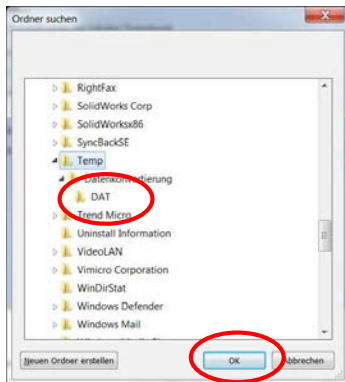 Ordner suchen
RightFax
SolidWorks Corp
SolidWorksx86
SyncBackSE
Temp
Datenkonvertierung
DAT
Trend Micro
Uninstall Information
VideoLAN
Vimicro Corporation
WinDirStat
Windows Defender
Windows Mail
Neuen Ordner erstellen
OK
Abbrechen